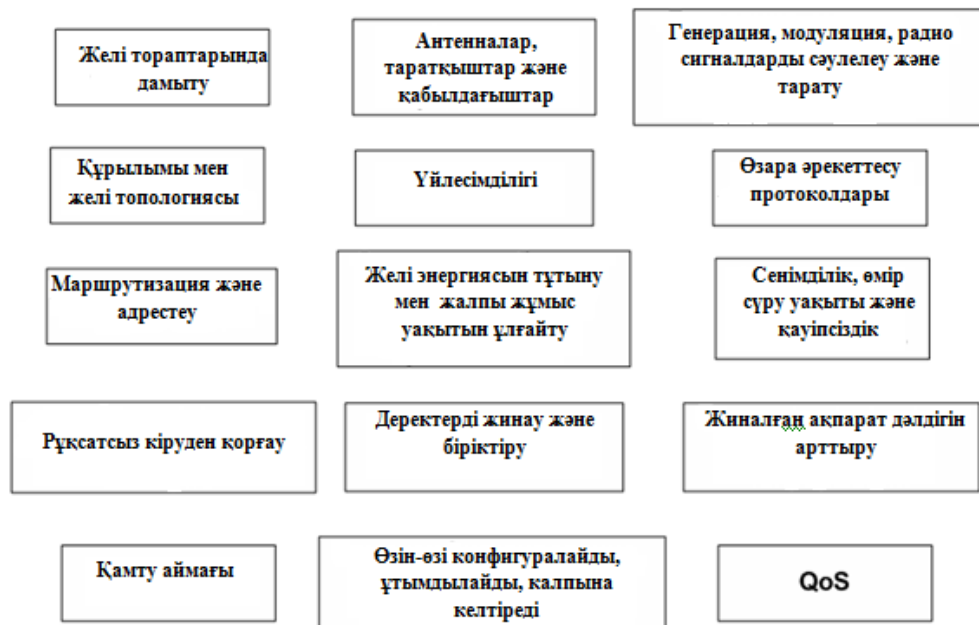 Желі тораптарында
дамыту
Антенналар,
таратқыштар және
қабылдағыштар
Генерация, модуляция, радио
сигналдарды сәулелеу және
тарату
Құрылымы мен
желі топологиясы
Үйлесімділігі
Өзара әрекеттесу
протоколдары
Маршрутизация және
адрестеу
Желі энергиясын тұтыну
мен жалпы жұмыс
уақытын ұлғайту
Сенімділік, өмір
сүру уақыты және
қауіпсіздік
Рұқсатсыз кіруден қорғау
Деректерді жинау және
біріктіру
Жиналған ақпарат дәлдігін
арттыру
Қамту аймағы
Өзін-өзі конфигуралайды,
ұтымдылайды, калпына
келтіреді
QoS